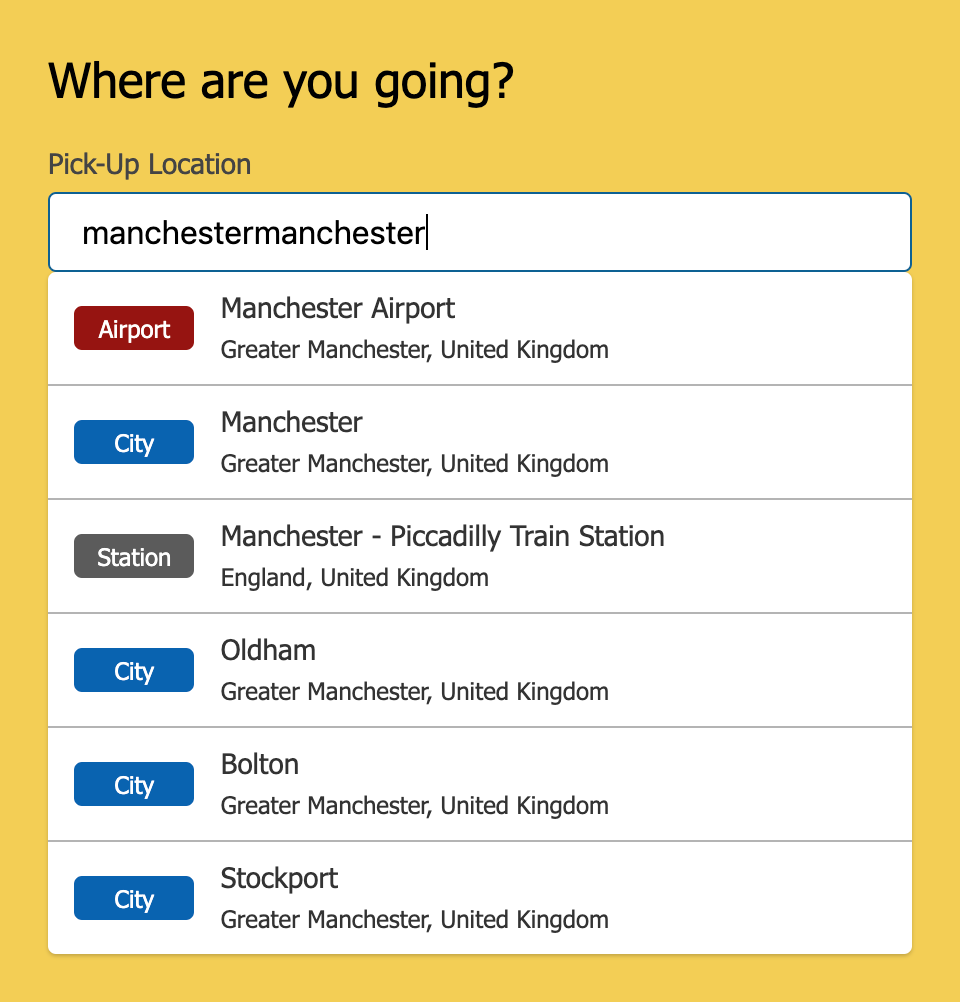 Where are you going?
Pick-Up Location
manchestermanchester
Airport
Manchester Airport
Greater Manchester, United Kingdom
City
Manchester
Greater Manchester, United Kingdom
Station
Manchester - Piccadilly Train Station
England, United Kingdom
City
Oldham
Greater Manchester, United Kingdom
City
Bolton
Greater Manchester, United Kingdom
City
Stockport
Greater Manchester, United Kingdom